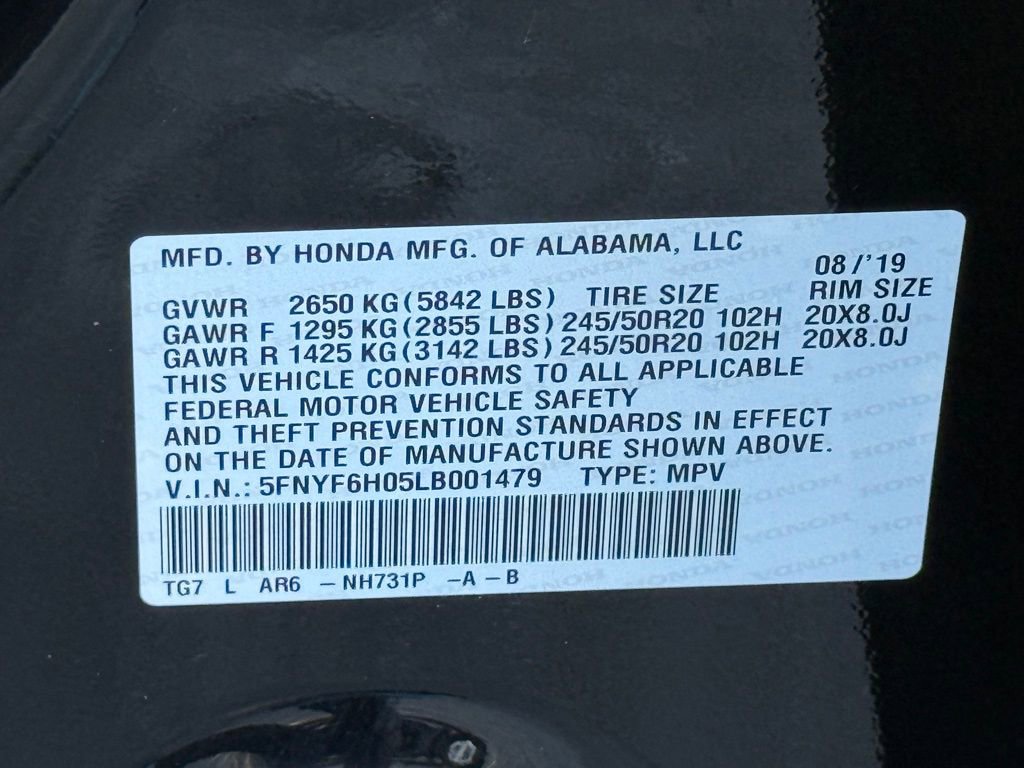 MFD. BY HONDA MFG. OF ALABAMA, LLC
08/'19
GVWR 2650 KG (5842 LBS) TIRE SIZE RIM SIZE
GAWR F 1295 KG (2855 LBS) 245/50R20 102H 20X8.0J
GAWR R 1425 KG (3142 LBS) 245/50R20 102H 20X8.0J
THIS VEHICLE CONFORMS TO ALL APPLICABLE
FEDERAL MOTOR VEHICLE SAFETY
AND THEFT PREVENTION STANDARDS IN EFFECT
ON THE DATE OF MANUFACTURE SHOWN ABOVE.
V.I.N.: 5FNYF6H05LB001479 TYPE: MPV
TG7 L AR6 -NH731P -A-B